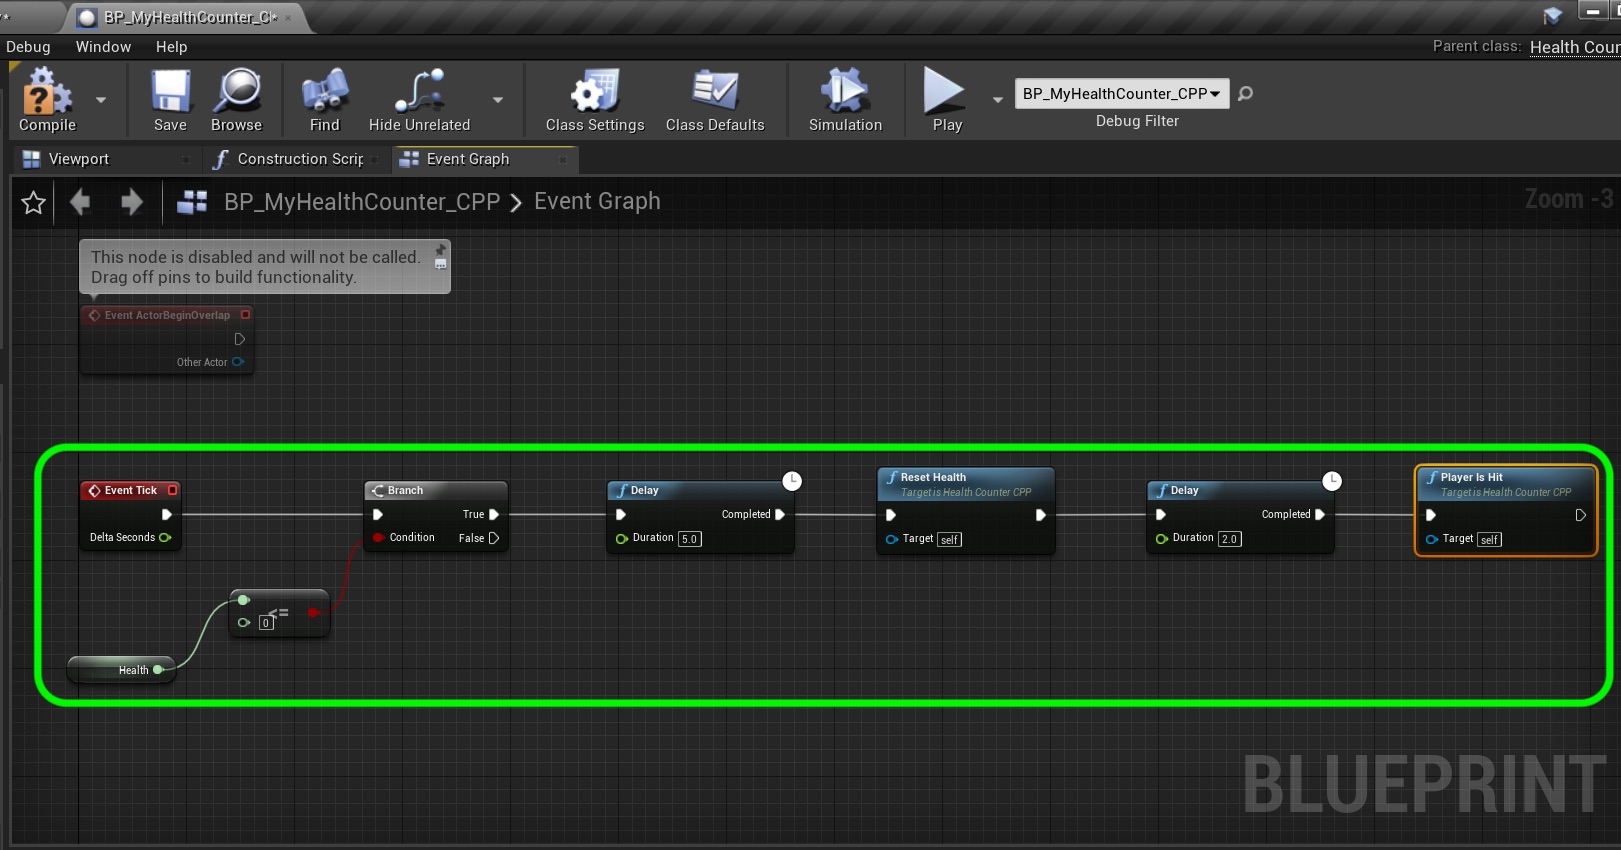 BP_MyHealthCounter_C
Debug Window Help
Parent class: Health Cour
Compile
Save
Browse
Find
Hide Unrelated
Class Settings
Class Defaults
Simulation
Play
BP_MyHealthCounter_CPP
Debug Filter
Viewport
Construction Scrip
Event Graph
BP_MyHealthCounter_CPP > Event Graph
Zoom -3
This node is disabled and will not be called.
Drag off pins to build functionality.
Event ActorBeginOverlap
Other Actor
Event Tick
Delta Seconds
Branch
True
Condition
False
Delay
Completed
Duration 5.0
Reset Health
Target is Health Counter CPP
Target self
Delay
Completed
Duration 2.0
Player Is Hit
Target is Health Counter CPP
Target self
<=
0
Health
BLUEPRINT